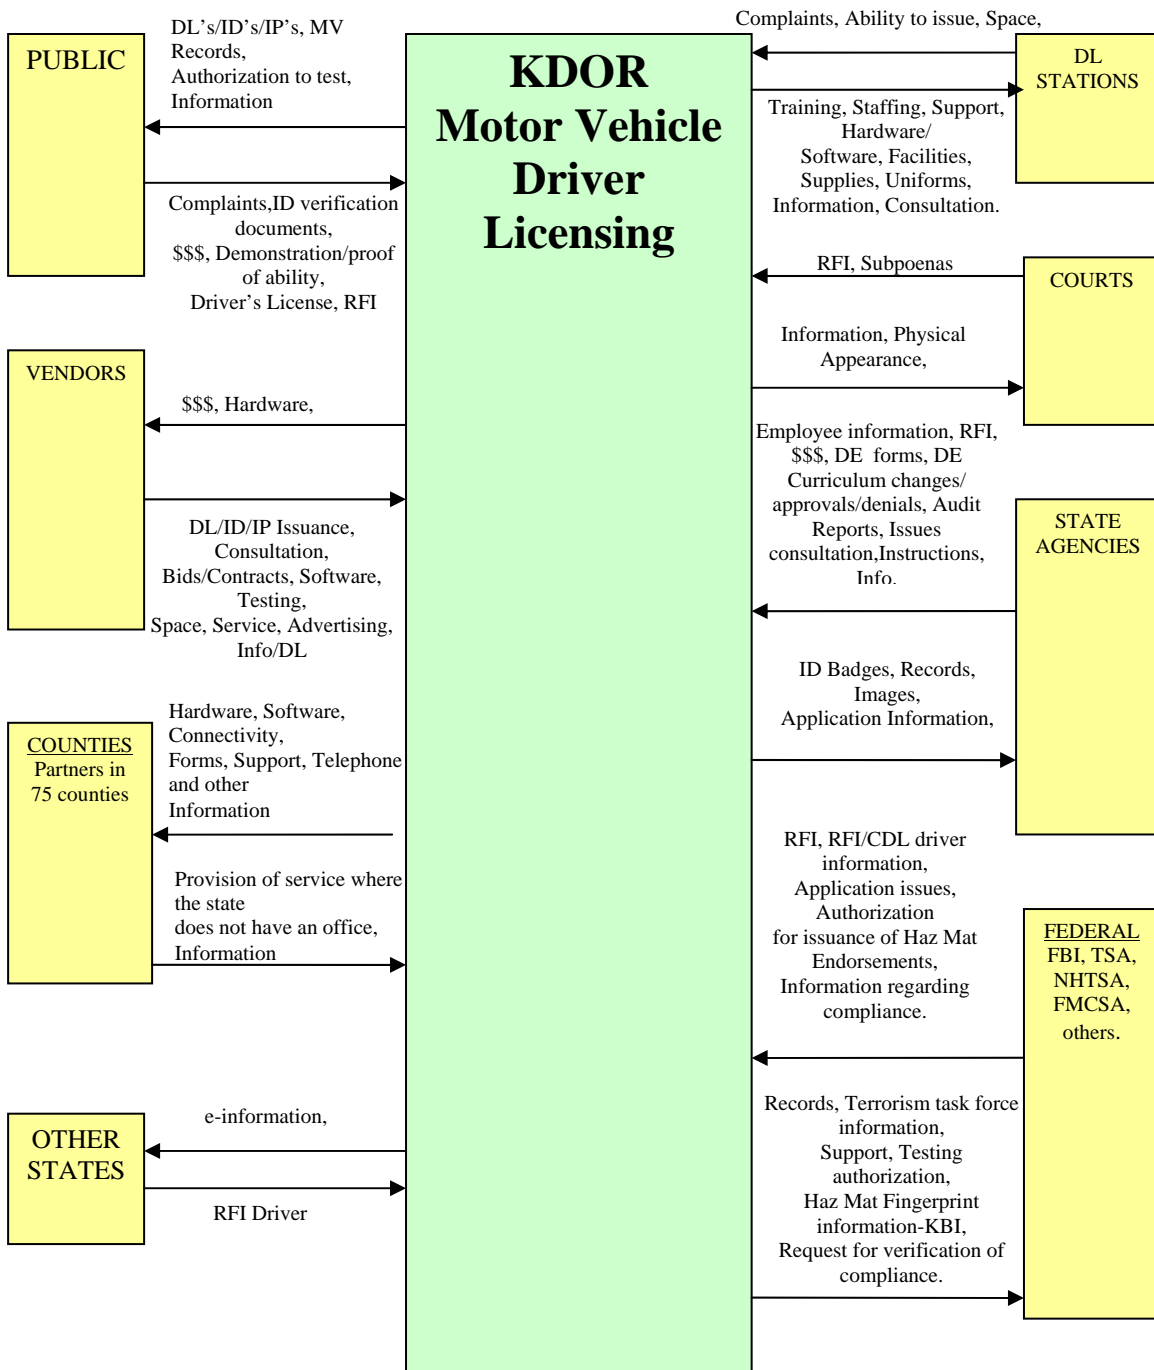 PUBLIC
DL's/ID's/IP's, MV
Records,
Authorization to test,
Information
Complaints,ID verification
documents,
$$$, Demonstration/proof
of ability,
Driver's License, RFI
VENDORS
$$$, Hardware,
DL/ID/IP Issuance,
Consultation,
Bids/Contracts, Software,
Testing,
Space, Service, Advertising,
Info/DL
COUNTIES
Partners in
75 counties
Hardware, Software,
Connectivity,
Forms, Support, Telephone
and other
Information
Provision of service where
the state
does not have an office,
Information
OTHER
STATES
e-information,
RFI Driver
KDOR
Motor Vehicle
Driver
Licensing
Complaints, Ability to issue, Space,
DL
STATIONS
Training, Staffing, Support,
Hardware/
Software, Facilities,
Supplies, Uniforms,
Information, Consultation.
RFI, Subpoenas
COURTS
Information, Physical
Appearance,
Employee information, RFI,
$$$, DE forms, DE
Curriculum changes/
approvals/denials, Audit
Reports, Issues
consultation,Instructions,
Info.
STATE
AGENCIES
ID Badges, Records,
Images,
Application Information,
RFI, RFI/CDL driver
information,
Application issues,
Authorization
for issuance of Haz Mat
Endorsements,
Information regarding
compliance.
FEDERAL
FBI, TSA,
NHTSA,
FMCSA,
others.
Records, Terrorism task force
information,
Support, Testing
authorization,
Haz Mat Fingerprint
information-KBI,
Request for verification of
compliance.